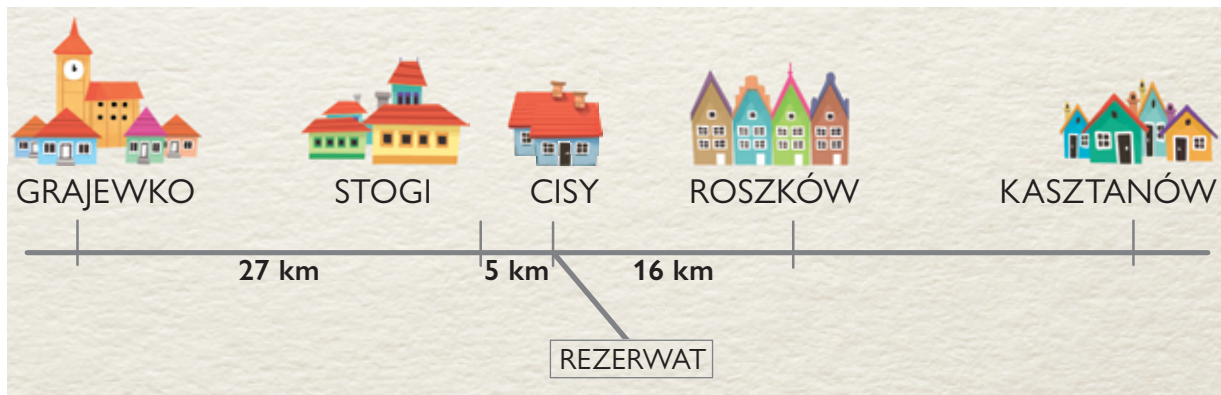 GRAJEWKO STOGI CISY ROSZKÓW KASZTANÓW
27 km 5 km 16 km
REZERWAT